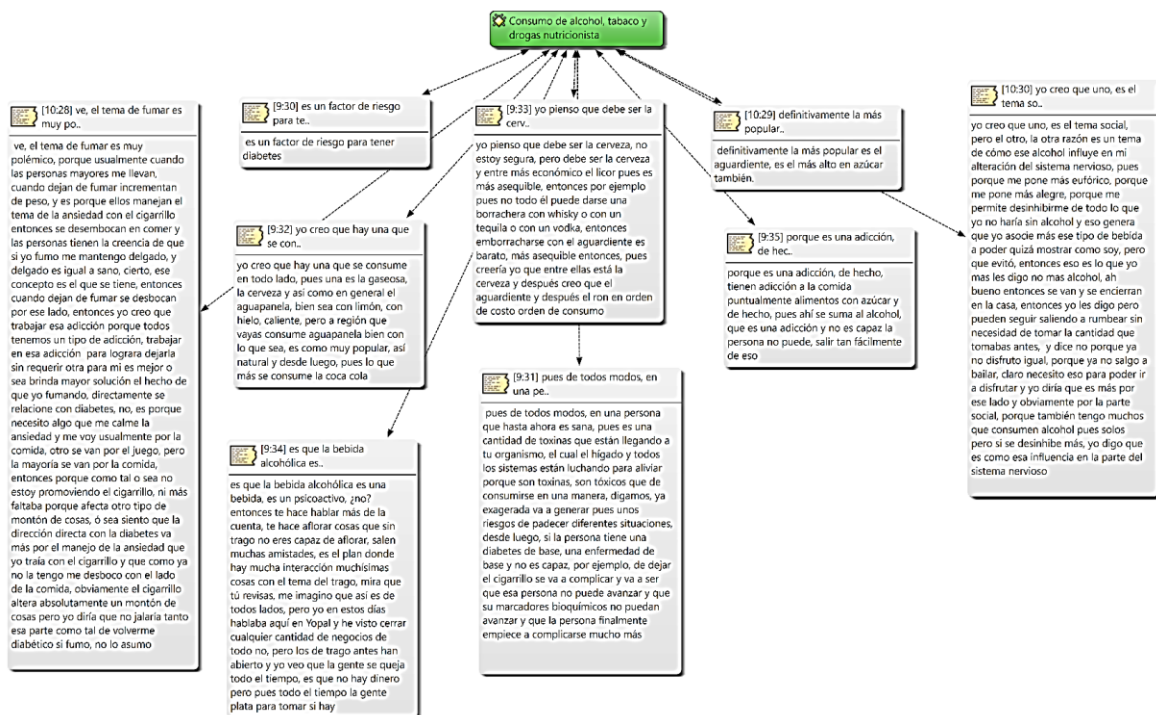 Consumo de alcohol, tabaco y
drogas nutricionista
[10:28] ve, el tema de fumar es
muy po..
ve, el tema de fumar es muy
polémico, porque usualmente cuando
las personas mayores me llevan,
cuando dejan de fumar incrementan
de peso, y es porque ellos manejan el
tema de la ansiedad con el cigarrillo
entonces se desembocan en comer y
las personas tienen la creencia de que
si yo fumo me mantengo delgado, y
delgado es igual a sano, cierto, ese
concepto es el que se tiene, entonces
cuando dejan de fumar se desbocan
por ese lado, entonces yo creo que
trabajar esa adicción porque todos
tenemos un tipo de adicción, trabajar
en esa adicción para lograra dejarla
sin requerir otra para mi es mejor o
sea brinda mayor solución el hecho de
que yo fumando, directamente se
relacione con diabetes, no, es porque
necesito algo que me calme la
ansiedad y me voy usualmente por la
comida, otro se van por el juego, pero
la mayoría se van por la comida,
entonces porque como tal o sea no
estoy promoviendo el cigarrillo, ni más
faltaba porque afecta otro tipo de
montón de cosas, ó sea siento que la
dirección directa con la diabetes va
más por el manejo de la ansiedad que
yo traía con el cigarrillo y que como ya
no la tengo me desboco con el lado
de la comida, obviamente el cigarrillo
altera absolutamente un montón de
cosas pero yo diría que no jalaria tanto
esa parte como tal de volverme
diabético si fumo, no lo asumo
[9:30] es un factor de riesgo
para te..
es un factor de riesgo para tener
diabetes
[9:32] yo creo que hay una que
se con..
yo creo que hay una que se consume
en todo lado, pues una es la gaseosa,
la cerveza y asi como en general el
aguapanela, bien sea con limón, con
hielo, caliente, pero a región que
vayas consume aguapanela bien con
lo que sea, es como muy popular, así
natural y desde luego, pues lo que
más se consume la coca cola
[9:34] es que la bebida
alcohólica es..
es que la bebida alcohólica es una
bebida, es un psicoactivo, ¿no?
entonces te hace hablar más de la
cuenta, te hace aflorar cosas que sin
trago no eres capaz de aflorar, salen
muchas amistades, es el plan donde
hay mucha interacción muchísimas
cosas con el tema del trago, mira que
tú revisas, me imagino que así es de
todos lados, pero yo en estos días
hablaba aquí en Yopal y he visto cerrar
cualquier cantidad de negocios de
todo no, pero los de trago antes han
abierto y yo veo que la gente se queja
todo el tiempo, es que no hay dinero
pero pues todo el tiempo la gente
plata para tomar si hay
[9:33] yo pienso que debe ser la
cerv..
yo pienso que debe ser la cerveza, no
estoy segura, pero debe ser la cerveza
y entre más económico el licor pues es
más asequible, entonces por ejemplo
pues no todo él puede darse una
borrachera con whisky o con un
tequila o con un vodka, entonces
emborracharse con el aguardiente es
barato, más asequible entonces, pues
creería yo que entre ellas está la
cerveza y después creo que el
aguardiente y después el ron en orden
de costo orden de consumo
[9:31] pues de todos modos, en
una pe..
pues de todos modos, en una persona
que hasta ahora es sana, pues es una
cantidad de toxinas que están llegando a
tu organismo, el cual el hígado y todos
los sistemas están luchando para aliviar
porque son toxinas, son tóxicos que de
consumirse en una manera, digamos, ya
exagerada va a generar pues unos
riesgos de padecer diferentes situaciones,
desde luego, si la persona tiene una
diabetes de base, una enfermedad de
base y no es capaz, por ejemplo, de dejar
el cigarrillo se va a complicar y va a ser
que esa persona no puede avanzar y que
su marcadores bioquímicos no puedan
avanzar y que la persona finalmente
empiece a complicarse mucho más
[10:29] definitivamente la más
popular..
definitivamente la más popular es el
aguardiente, es el más alto en azúcar
también.
[9:35] porque es una adicción,
de hec..
porque es una adicción, de hecho,
tienen adicción a la comida
puntualmente alimentos con azúcar y
de hecho, pues ahí se suma al alcohol,
que es una adicción y no es capaz la
persona no puede, salir tan fácilmente
de eso
[10:30] yo creo que uno, es el
tema so..
yo creo que uno, es el tema social,
pero el otro, la otra razón es un tema
de cómo ese alcohol influye en mi
alteración del sistema nervioso, pues
porque me pone más eufórico, porque
me pone más alegre, porque me
permite desinhibirme de todo lo que
yo no haría sin alcohol y eso genera
que yo asocie más ese tipo de bebida
a poder quizá mostrar como soy, pero
que evitó, entonces eso es lo que yo
mas les digo no mas alcohol, ah
bueno entonces se van y se encierran
en la casa, entonces yo les digo pero
pueden seguir saliendo a rumbear sin
necesidad de tomar la cantidad que
tomabas antes, y dice no porque ya
no disfruto igual, porque ya no salgo a
bailar, claro necesito eso para poder ir
a disfrutar y yo diría que es más por
ese lado y obviamente por la parte
social, porque también tengo muchos
que consumen alcohol pues solos
pero si se desinhibe más, yo digo que
es como esa influencia en la parte del
sistema nervioso